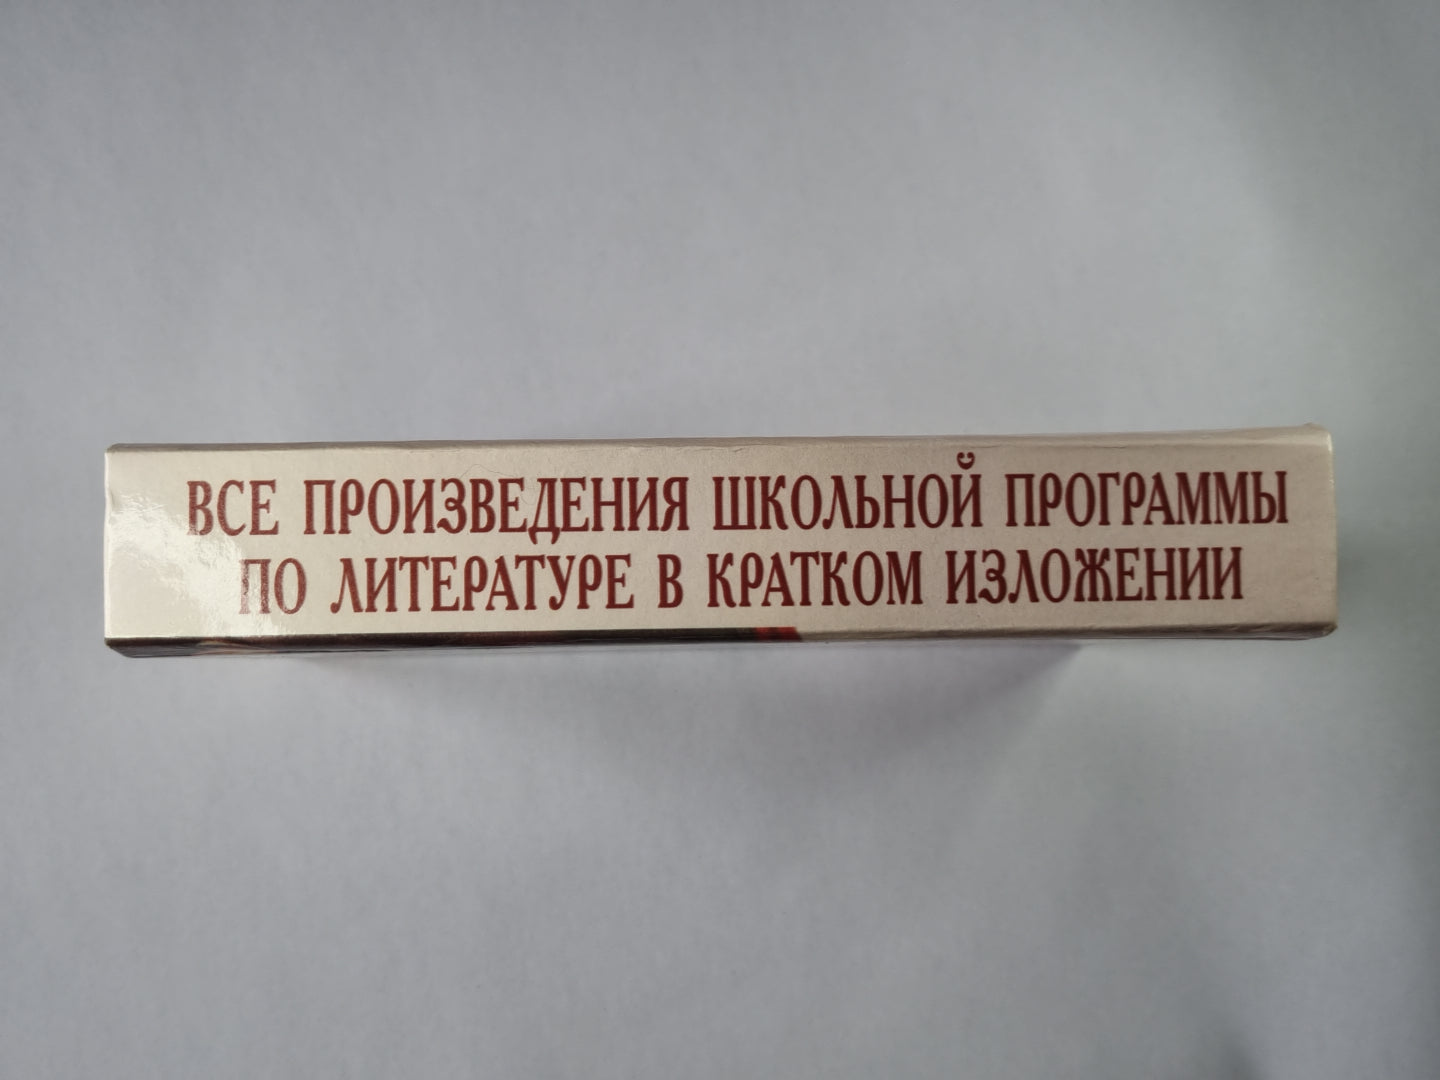 ВСЕ ПРОИЗВЕДЕНИЯ ШКОЛЬНОЙ ПРОГРАММЫ
ПО ЛИТЕРАТУРЕ В КРАТКОМ ИЗЛОЖЕНИИ